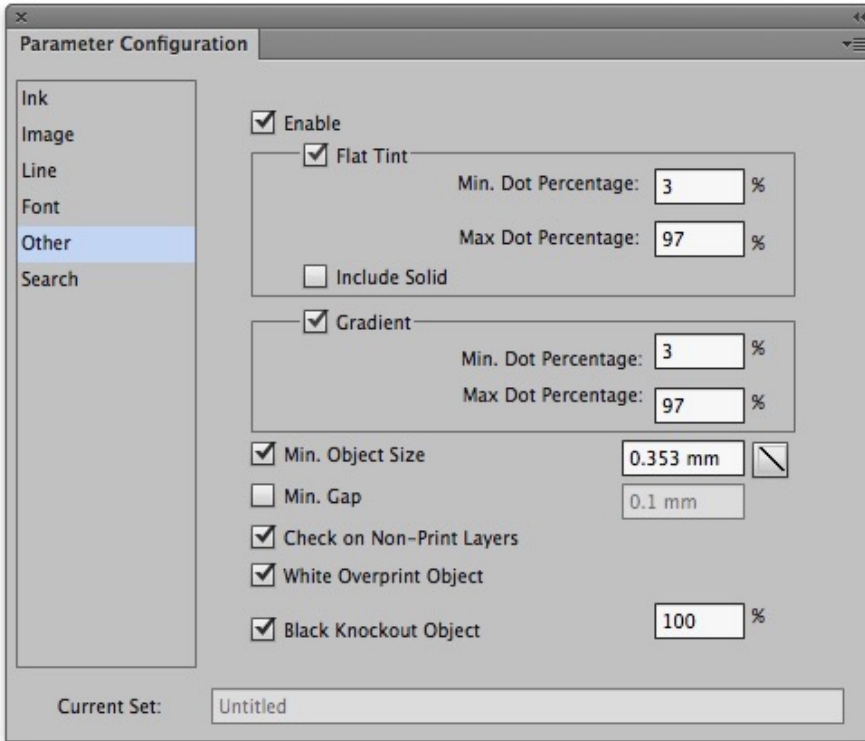 Parameter Configuration
Ink
Image
Line
Font
Other
Search
Enable
Flat Tint
Min. Dot Percentage: 3 %
Max Dot Percentage: 97 %
Include Solid
Gradient
Min. Dot Percentage: 3 %
Max Dot Percentage: 97 %
Min. Object Size 0.353 mm
Min. Gap 0.1 mm
Check on Non-Print Layers
White Overprint Object
Black Knockout Object 100 %
Current Set: Untitled